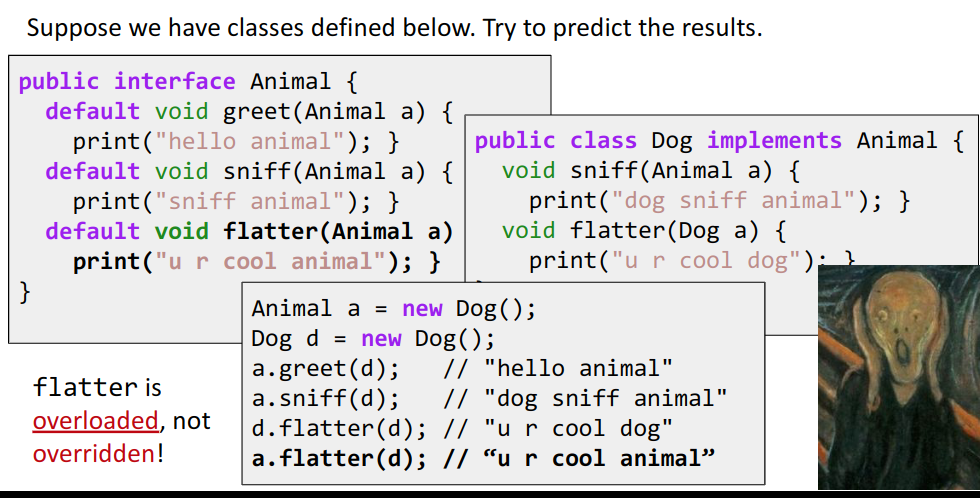 Suppose we have classes defined below. Try to predict the results.
public interface Animal {
  default void greet(Animal a) {
    print("hello animal"); }
  default void sniff(Animal a) {
    print("sniff animal"); }
  default void flatter(Animal a)
    print("u r cool animal"); }
}
public class Dog implements Animal {
  void sniff(Animal a) {
    print("dog sniff animal"); }
  void flatter(Dog a) {
    print("u r cool dog"); }
Animal a = new Dog();
Dog d = new Dog();
a.greet(d);   // "hello animal"
a.sniff(d);   // "dog sniff animal"
d.flatter(d); // "u r cool dog"
a.flatter(d); // “u r cool animal”
flatter is
overloaded, not
overridden!